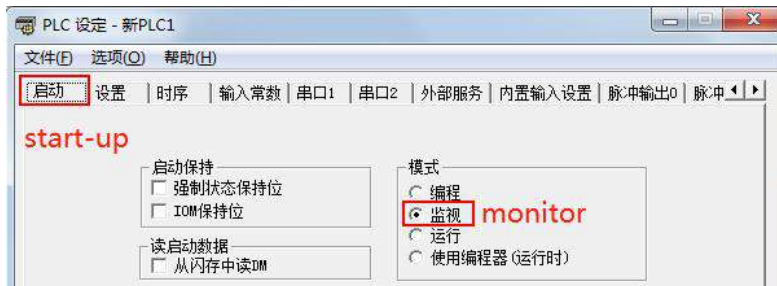 PLC 设定 - 新PLC1
文件(F) 选项(O) 帮助(H)
启动 设置 时序 输入常数 串口1 串口2 外部服务 内置输入设置 脉冲输出0 脉冲
start-up
启动保持
强制状态保持位
IOM保持位
读启动数据
从闪存中读DM
模式
编程
监视 monitor
运行
使用编程器(运行时)